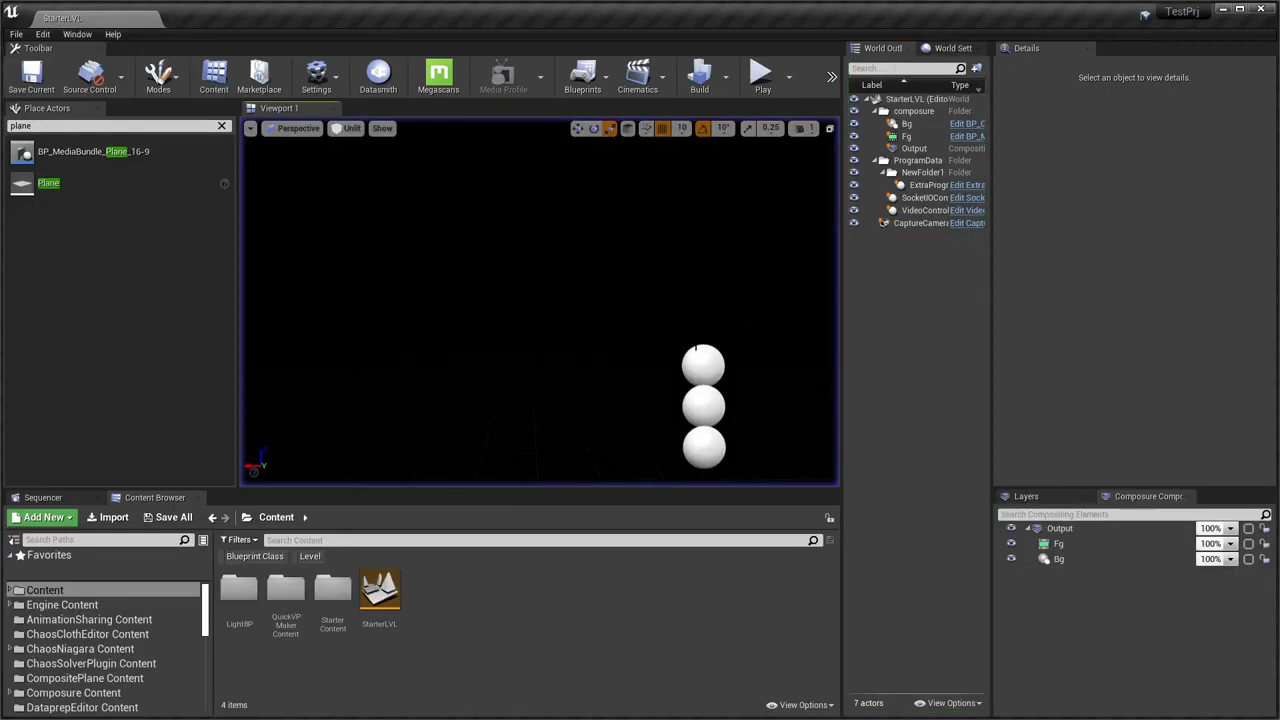 StarterLVL
TestPrj
File Edit Window Help
Toolbar
Save Current Source Control Modes Content Marketplace Settings Datasmith Megascans Media Profile Blueprints Cinematics Build Play
Place Actors
plane
BP_MediaBundle_Plane_16-9
Plane
Viewport 1
Perspective Unlit Show 10 10° 0.25 1
Y
World Outl World Sett
Search...
Label Type
StarterLVL (Edito World
composure Folder
Bg Edit BP_C
Fg Edit BP_M
Output Composit
ProgramData Folder
NewFolder1 Folder
ExtraProgr Edit Extra
SocketIOCon Edit Sock
VideoControl Edit Video
CaptureCamera Edit Capt
7 actors View Options
Details
Select an object to view details.
Sequencer Content Browser
Add New Import Save All Content
Search Paths
Favorites
Content
Engine Content
AnimationSharing Content
ChaosClothEditor Content
ChaosNiagara Content
ChaosSolverPlugin Content
CompositePlane Content
Composure Content
DataprepEditor Content
Filters Search Content
Blueprint Class Level
LightBP
QuickVP Maker Content
Starter Content
StarterLVL
4 items View Options
Layers Composure Compc
Search Compositing Elements
Output 100%
Fg 100%
Bg 100%